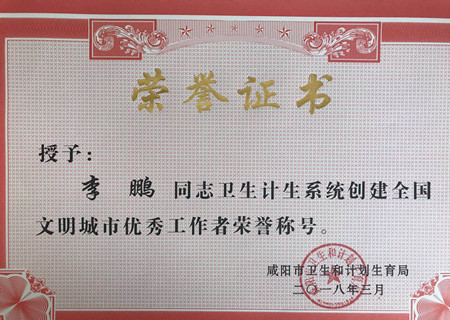 荣誉证书
授予：
李鹏 同志卫生计生系统创建全国
文明城市优秀工作者荣誉称号。
咸阳市卫生和计划生育局
二〇一八年三月